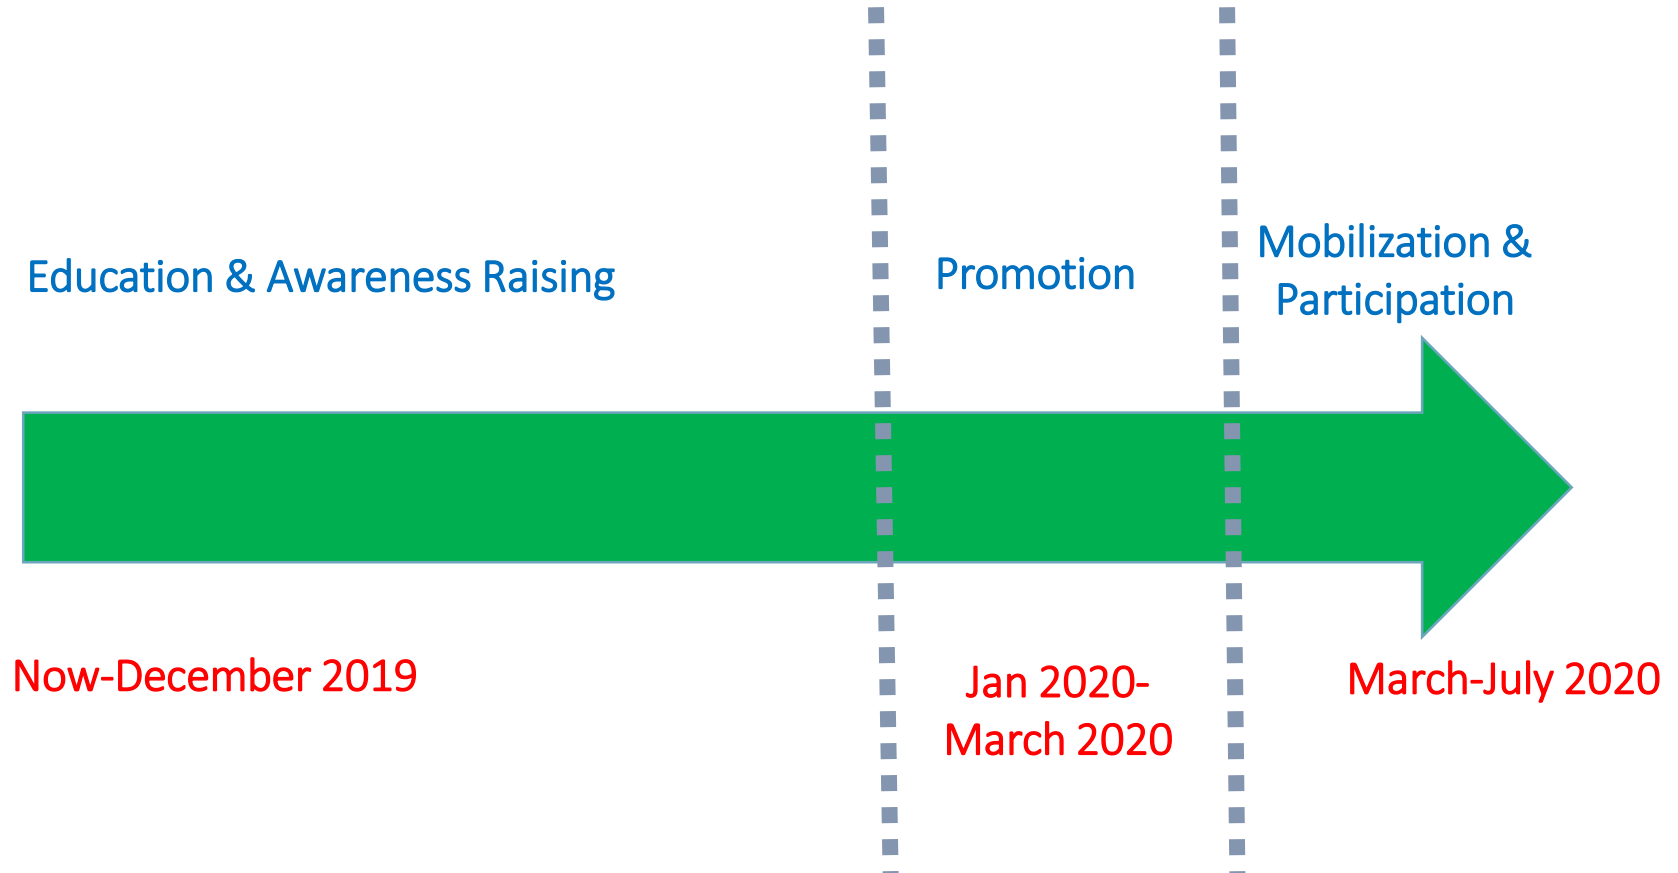 Education & Awareness Raising
Promotion
Mobilization &
Participation
Now-December 2019
Jan 2020-
March 2020
March-July 2020